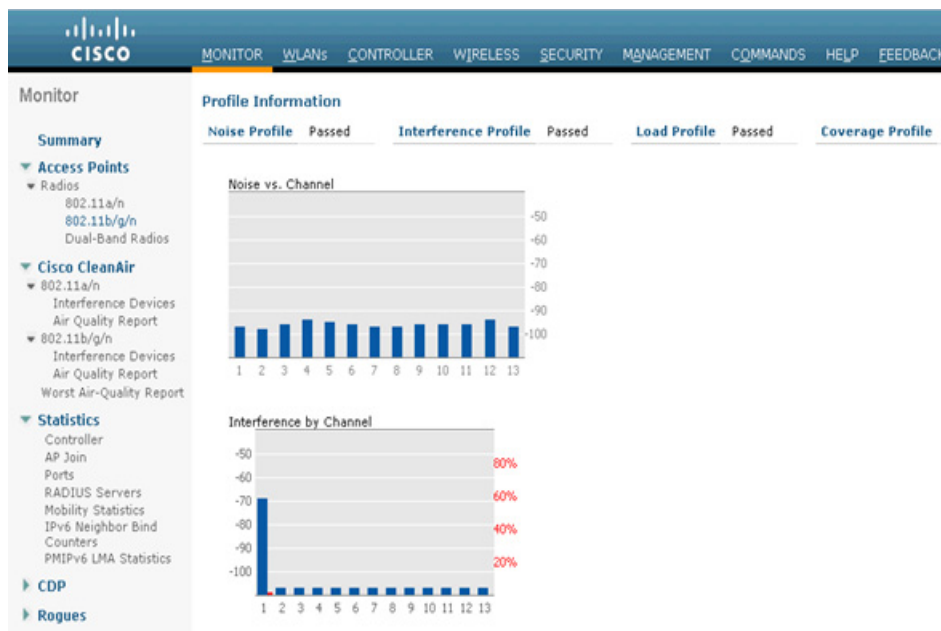 CISCO
MONITOR WLANs CONTROLLER WIRELESS SECURITY MANAGEMENT COMMANDS HELP FEEDBACK
Monitor
Summary
Access Points
Radios
802.11a/n
802.11b/g/n
Dual-Band Radios
Cisco CleanAir
802.11a/n
Interference Devices
Air Quality Report
802.11b/g/n
Interference Devices
Air Quality Report
Worst Air-Quality Report
Statistics
Controller
AP Join
Ports
RADIUS Servers
Mobility Statistics
IPv6 Neighbor Bind
Counters
PMIPv6 LMA Statistics
CDP
Rogues
Profile Information
Noise Profile Passed Interference Profile Passed Load Profile Passed Coverage Profile
Noise vs. Channel
-50
-60
-70
-80
-90
-100
1 2 3 4 5 6 7 8 9 10 11 12 13
Interference by Channel
-50
80%
-60
60%
-70
-80
40%
-90
20%
-100
1 2 3 4 5 6 7 8 9 10 11 12 13